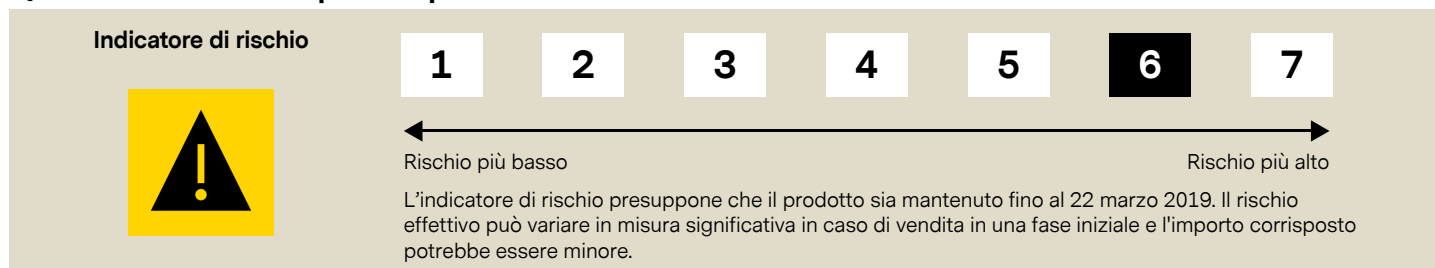 Indicatore di rischio
1 2 3 4 5 6 7
Rischio più basso
Rischio più alto
L'indicatore di rischio presuppone che il prodotto sia mantenuto fino al 22 marzo 2019. Il rischio
effettivo può variare in misura significativa in caso di vendita in una fase iniziale e l'importo corrisposto
potrebbe essere minore.